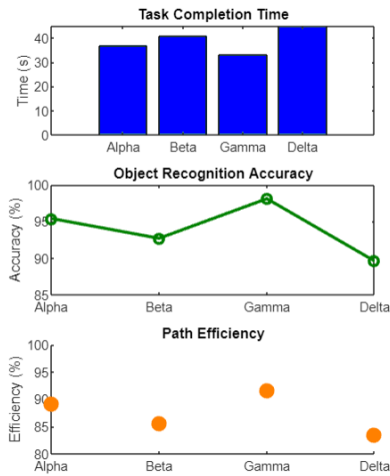 Task Completion Time
Time (s)
40
30
20
10
0
Alpha Beta Gamma Delta
Object Recognition Accuracy
Accuracy (%)
100
95
90
85
Alpha Beta Gamma Delta
Path Efficiency
Efficiency (%)
100
95
90
85
80
Alpha Beta Gamma Delta